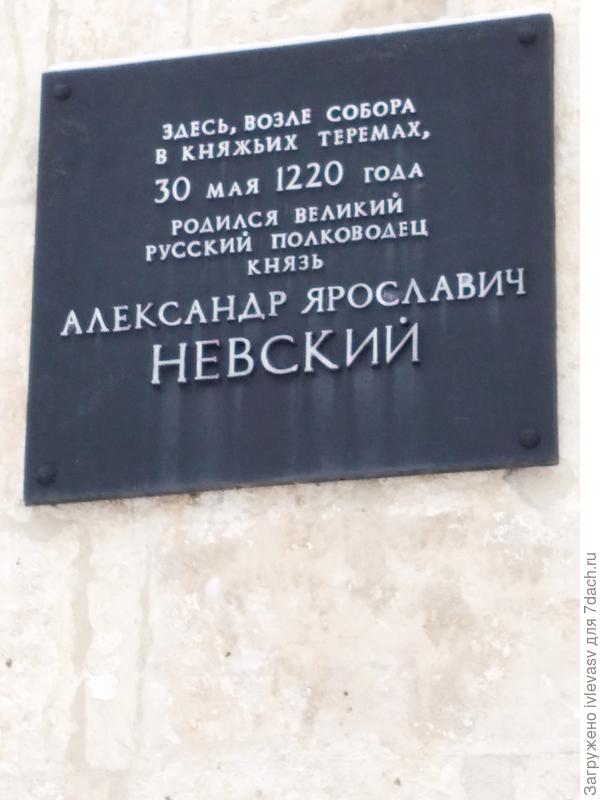 ЗДЕСЬ, ВОЗЛЕ СОБОРА
В КНЯЖЬИХ ТЕРЕМАХ,
30 МАЯ 1220 ГОДА
РОДИЛСЯ ВЕЛИКИЙ
РУССКИЙ ПОЛКОВОДЕЦ
КНЯЗЬ
АЛЕКСАНДР ЯРОСЛАВИЧ
НЕВСКИЙ
Загружено ivlevasv для 7dach.ru